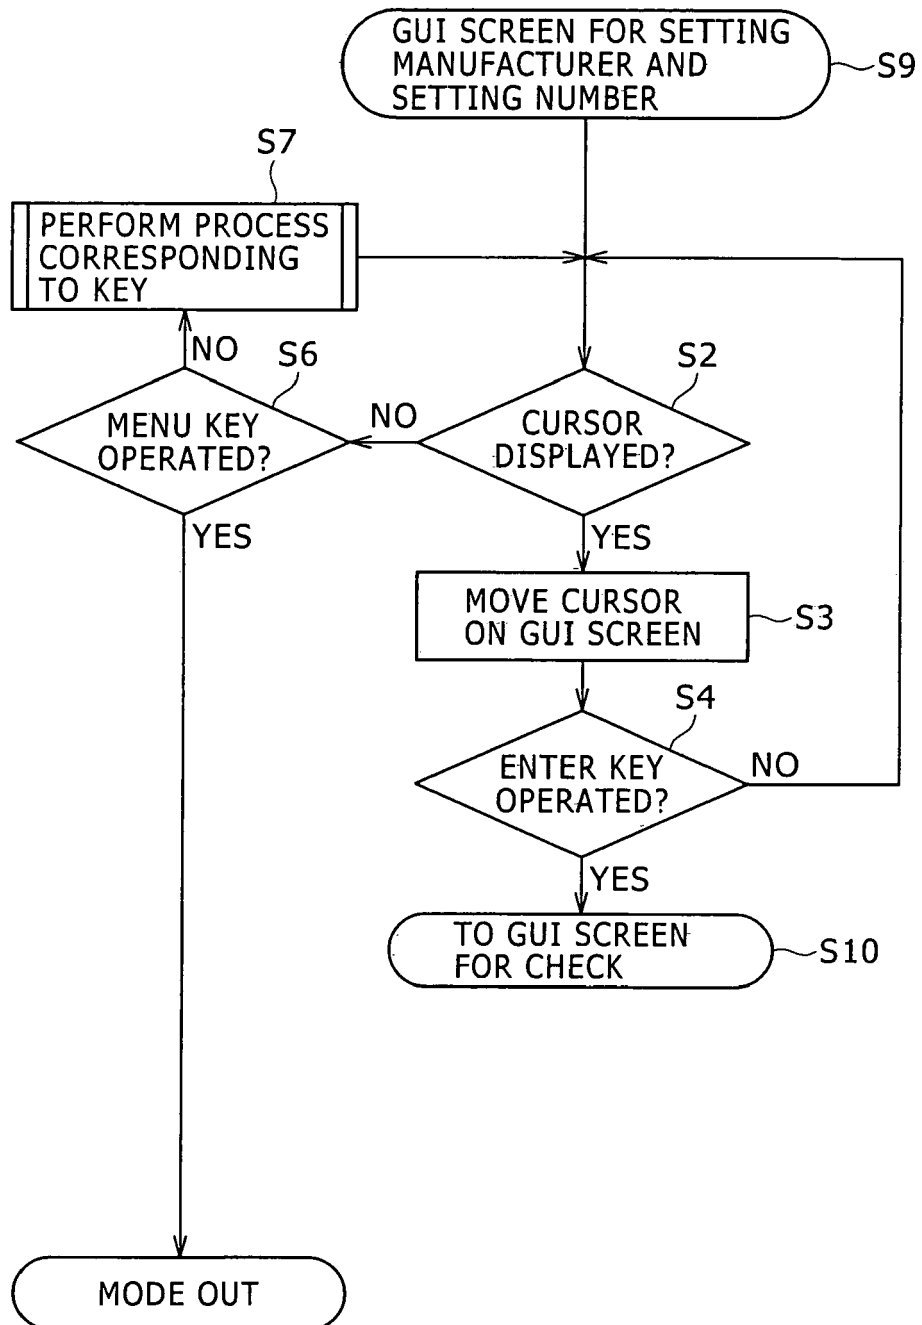 GUI SCREEN FOR SETTING
MANUFACTURER AND
SETTING NUMBER
S9
S7
PERFORM PROCESS
CORRESPONDING
TO KEY
NO
S6
MENU KEY
OPERATED?
NO
S2
CURSOR
DISPLAYED?
YES
YES
MOVE CURSOR
ON GUI SCREEN
S3
S4
ENTER KEY
OPERATED?
NO
YES
TO GUI SCREEN
FOR CHECK
S10
MODE OUT